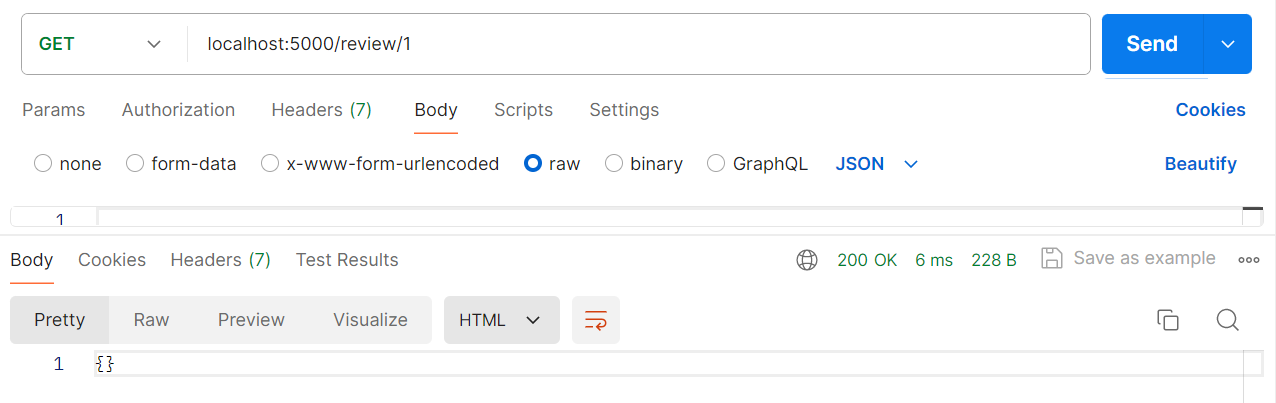 GET localhost:5000/review/1 Send
Params Authorization Headers (7) Body Scripts Settings Cookies
none form-data x-www-form-urlencoded raw binary GraphQL JSON Beautify
1
Body Cookies Headers (7) Test Results 200 OK 6 ms 228 B Save as example
Pretty Raw Preview Visualize HTML
1 {}